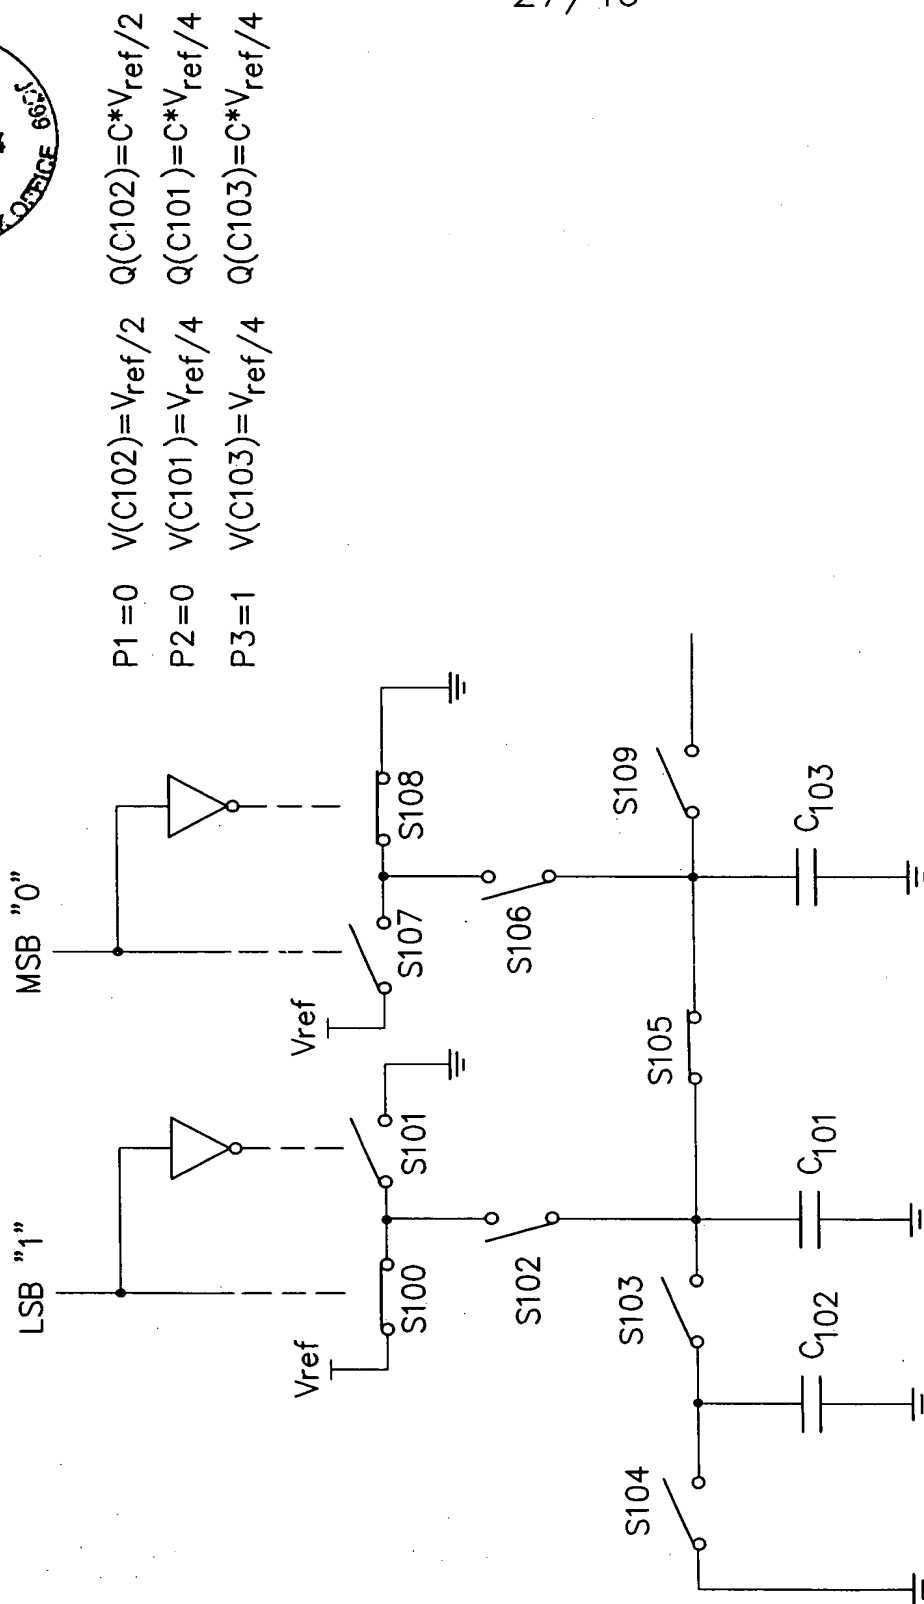 P1=0 V(C102)=Vref/2 Q(C102)=C*Vref/2
P2=0 V(C101)=Vref/4 Q(C101)=C*Vref/4
P3=1 V(C103)=Vref/4 Q(C103)=C*Vref/4
LSB "1"
MSB "0"
Vref
S100
S101
Vref
S107
S108
S102
S106
S104
S103
S105
S109
C102
C101
C103
OFFICE